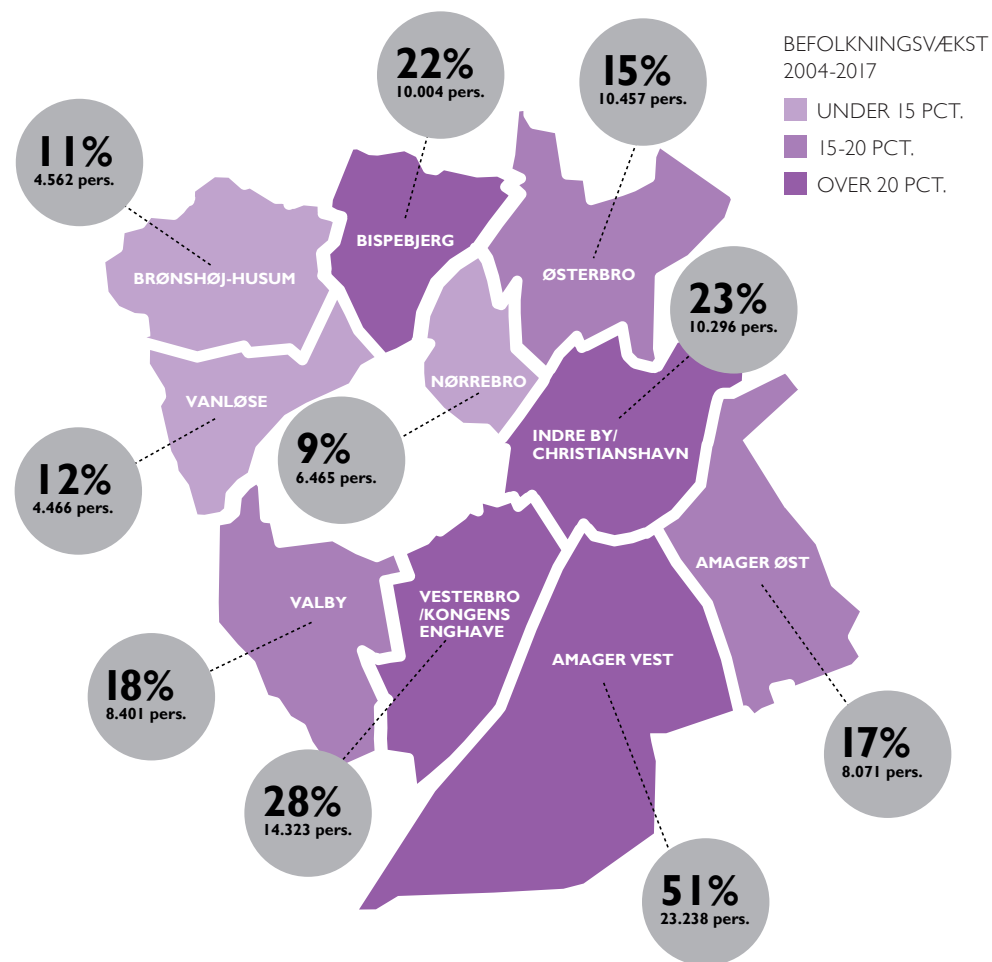 BEFOLKNINGSVÆKST
2004-2017
UNDER 15 PCT.
15-20 PCT.
OVER 20 PCT.
22%
10.004 pers.
15%
10.457 pers.
11%
4.562 pers.
BISPEBJERG
BRØNSHØJ-HUSUM
ØSTERBRO
23%
10.296 pers.
NØRREBRO
VANLØSE
INDRE BY/
CHRISTIANSHAVN
9%
6.465 pers.
12%
4.466 pers.
AMAGER ØST
VALBY
VESTERBRO
/KONGENS
ENGHAVE
AMAGER VEST
18%
8.401 pers.
17%
8.071 pers.
28%
14.323 pers.
51%
23.238 pers.